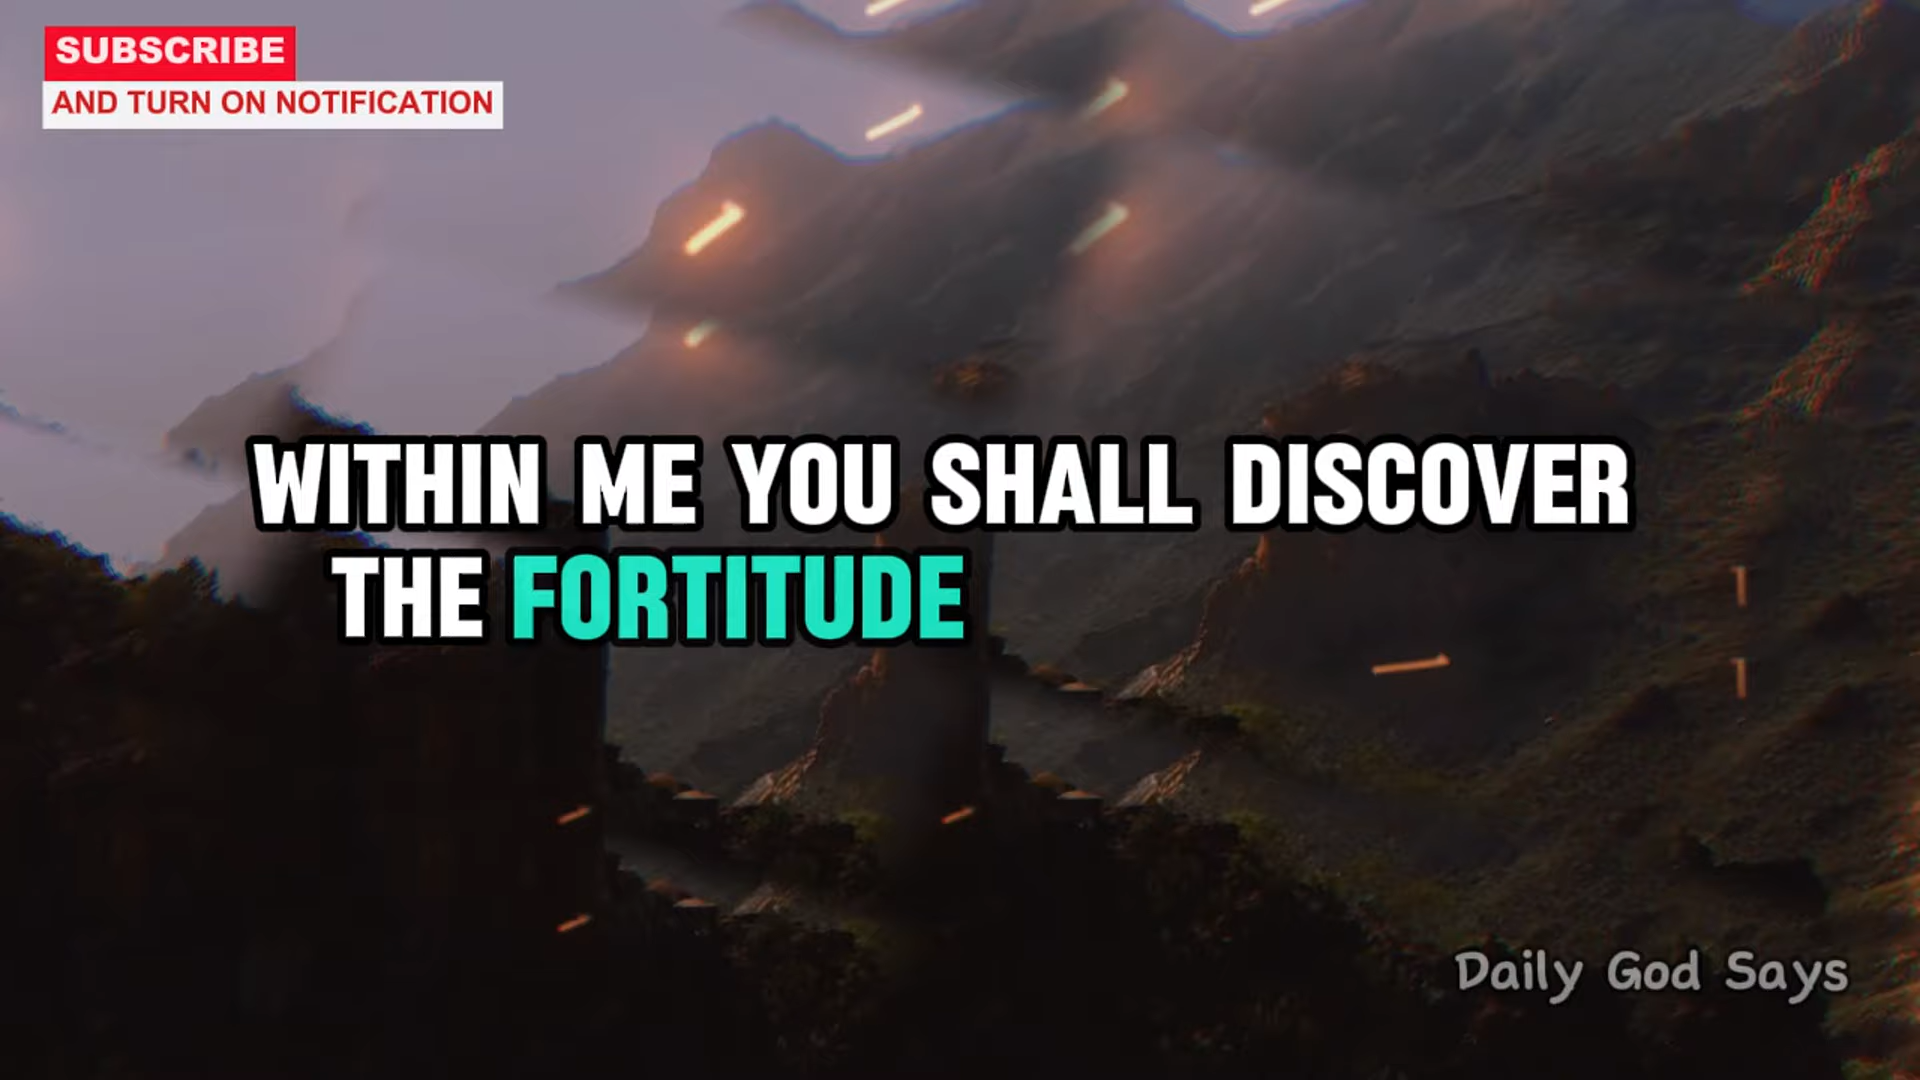 SUBSCRIBE
AND TURN ON NOTIFICATION
WITHIN ME YOU SHALL DISCOVER
THE FORTITUDE
Daily God Says